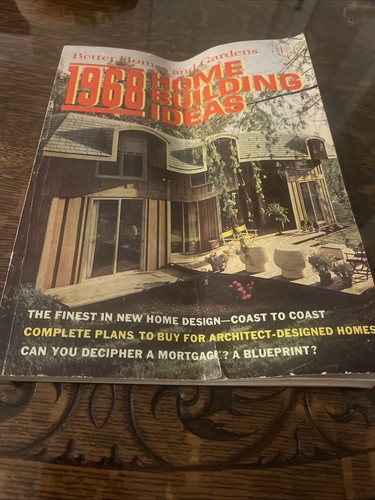 Better Homes and Gardens
1968 HOME
BUILDING
IDEAS
THE FINEST IN NEW HOME DESIGN—COAST TO COAST
COMPLETE PLANS TO BUY FOR ARCHITECT-DESIGNED HOMES
CAN YOU DECIPHER A MORTGAGE? A BLUEPRINT?